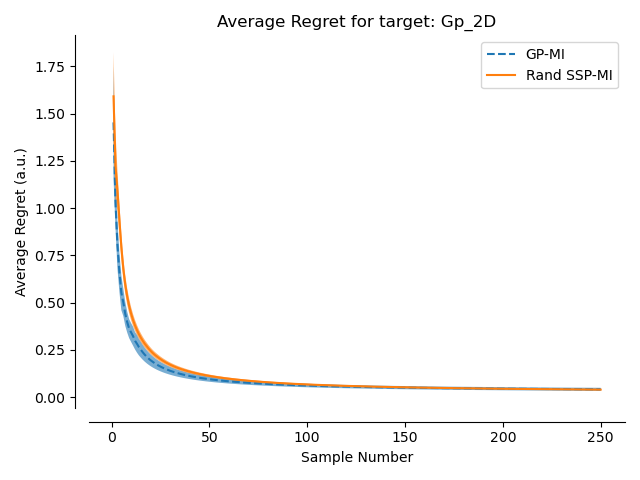 Average Regret for target: Gp_2D
GP-MI
Rand SSP-MI
Average Regret (a.u.)
1.75
1.50
1.25
1.00
0.75
0.50
0.25
0.00
0 50 100 150 200 250
Sample Number